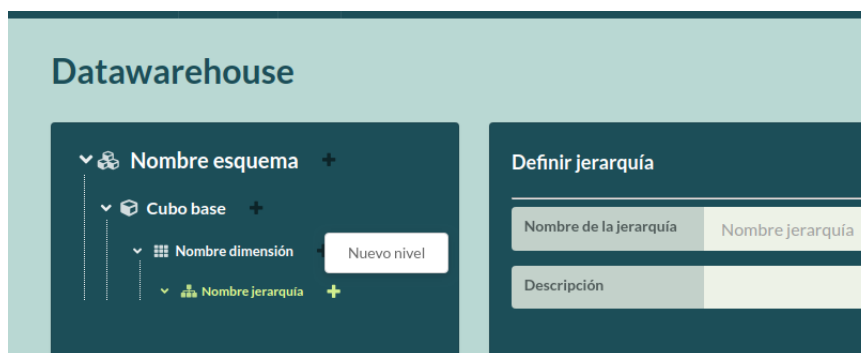 Datawarehouse
Nombre esquema
Cubo base
Nombre dimensión
Nuevo nivel
Nombre jerarquía
Definir jerarquía
Nombre de la jerarquía Nombre jerarquía
Descripción